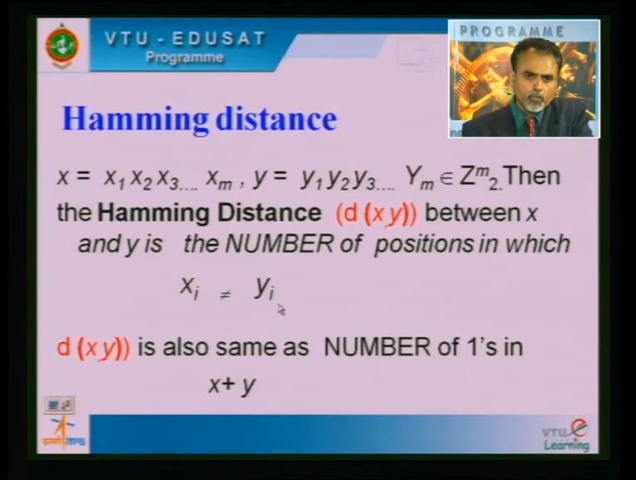 VTU - EDUSAT
Programme
PROGRAMME
Hamming distance
x = x₁ x₂ x₃.... xₘ , y = y₁ y₂ y₃.... Yₘ ∈ Zᵐ₂. Then
the Hamming Distance (d (x y)) between x
and y is the NUMBER of positions in which
xᵢ ≠ yᵢ
d (x y)) is also same as NUMBER of 1's in
x+ y
VTU e
Learning